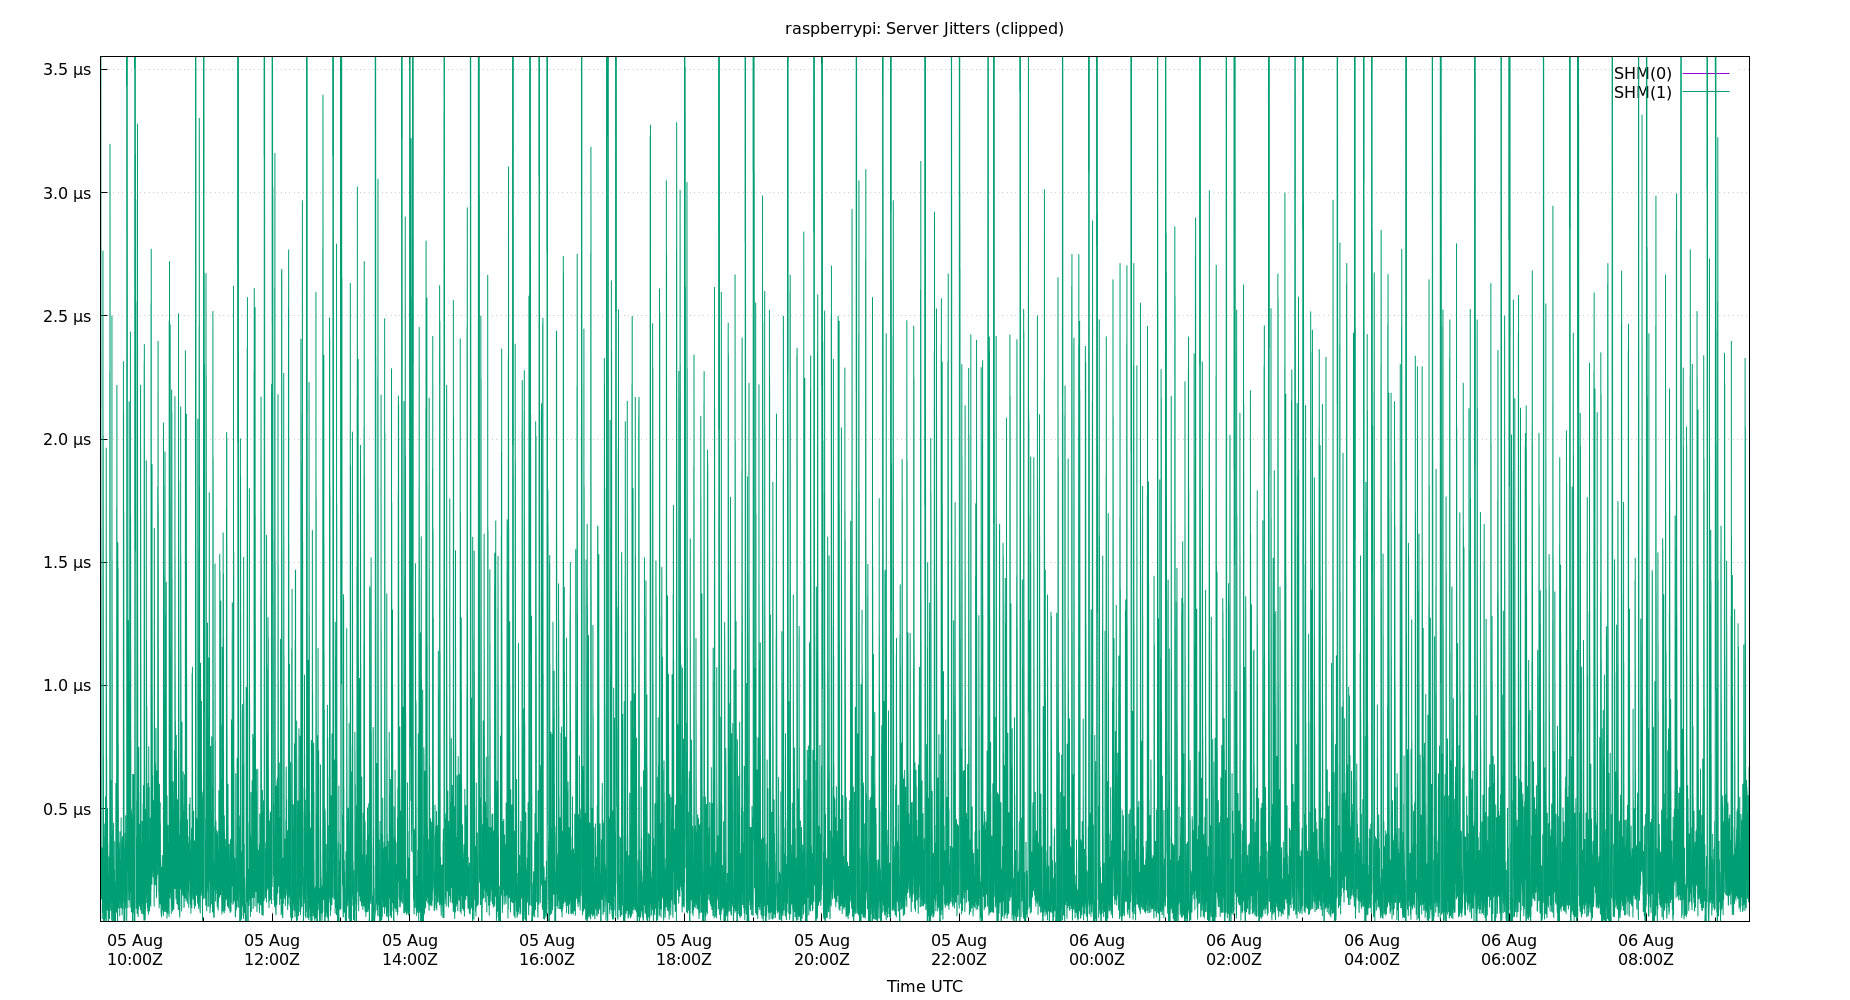 raspberrypi: Server Jitters (clipped)
3.5 µs
3.0 µs
2.5 µs
2.0 µs
1.5 µs
1.0 µs
0.5 µs
SHM(0)
SHM(1)
05 Aug 05 Aug 05 Aug 05 Aug 05 Aug 05 Aug 05 Aug 06 Aug 06 Aug 06 Aug 06 Aug 06 Aug
10:00Z 12:00Z 14:00Z 16:00Z 18:00Z 20:00Z 22:00Z 00:00Z 02:00Z 04:00Z 06:00Z 08:00Z
Time UTC